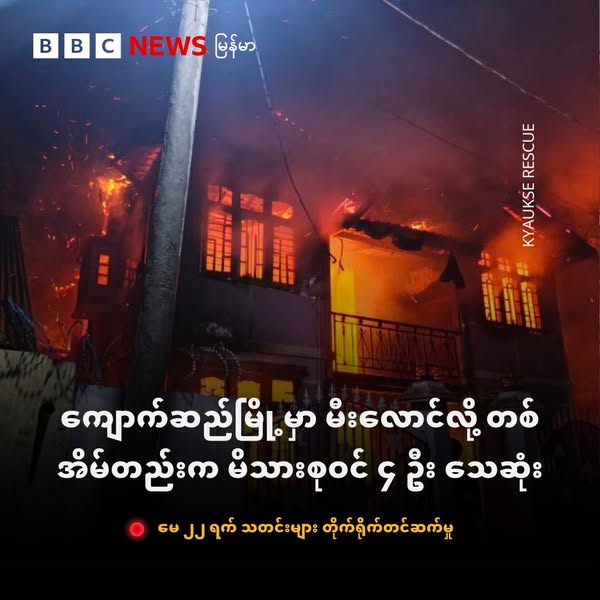 BBC NEWS မြန်မာ
KYAUKSE RESCUE
ကျောက်ဆည်မြို့မှာ မီးလောင်လို့ တစ်
အိမ်တည်းက မိသားစုဝင် ၄ ဦး သေဆုံး
မေ ၂၂ ရက် သတင်းများ တိုက်ရိုက်တင်ဆက်မှု